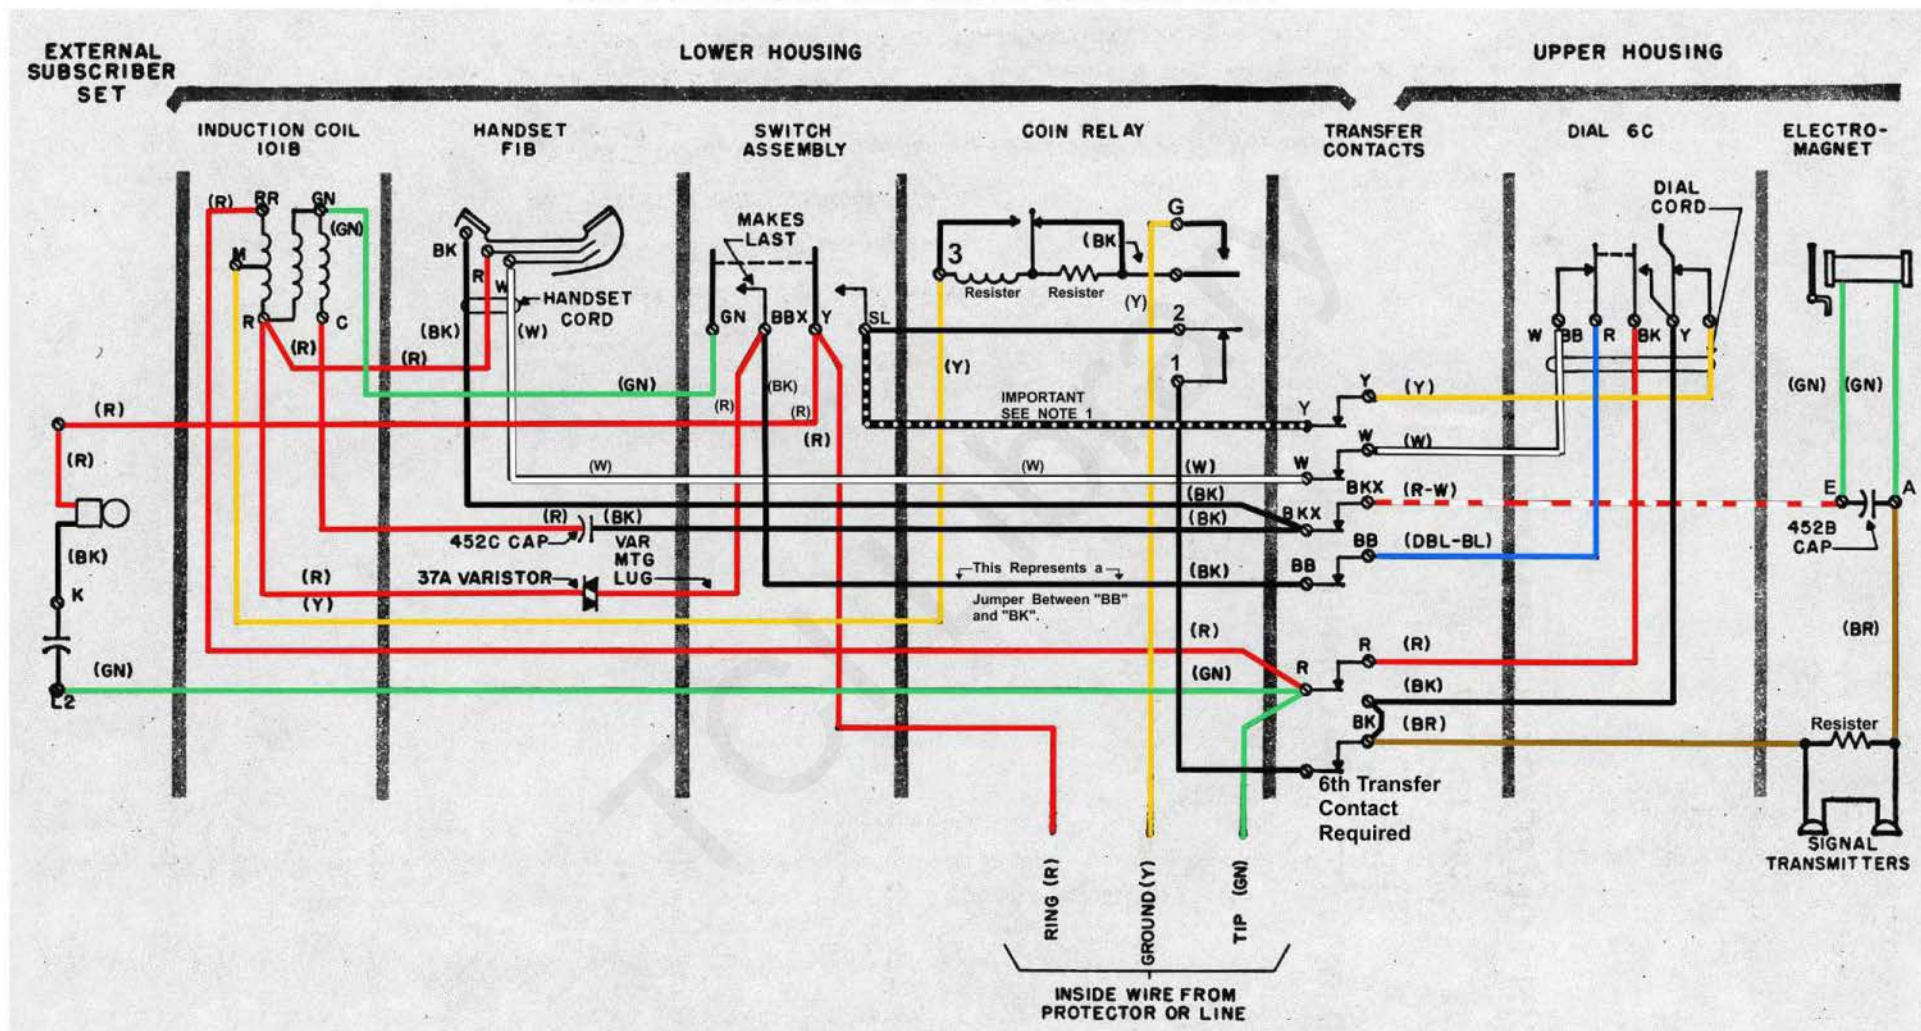 EXTERNAL
SUBSCRIBER
SET
LOWER HOUSING
UPPER HOUSING
INDUCTION COIL
101B
HANDSET
F1B
SWITCH
ASSEMBLY
COIN RELAY
TRANSFER
CONTACTS
DIAL 6C
ELECTRO-
MAGNET
(R)
RR
GN
(GN)
M
R
C
(R)
BK
R
W
HANDSET
CORD
(BK)
(W)
(R)
MAKES
LAST
GN
BBX
Y
SL
(GN)
(BK)
(R)
(R)
(R)
G
3
(BK
Resister
Resister
(Y)
2
1
(Y)
IMPORTANT
SEE NOTE 1
DIAL
CORD
W
BB
R
BK
Y
(GN)
(GN)
(R)
(R)
(BK)
K
L2
(GN)
Y
Y
(Y)
W
W
(W)
(W)
(W)
(W)
BKX
(R-W)
E
A
(BK)
BKX
(R)
(BK)
(BK)
452C CAP
VAR
MTG
LUG
BB
(DBL-BL)
452B
CAP
37A VARISTOR
(R)
(Y)
This Represents a
Jumper Between "BB"
and "BK".
(BK)
BB
(R)
R
R
(R)
(GN)
(BK)
BK
(BR)
(BR)
Resister
6th Transfer
Contact
Required
SIGNAL
TRANSMITTERS
RING (R)
GROUND (Y)
TIP (GN)
INSIDE WIRE FROM
PROTECTOR OR LINE
TCI Library